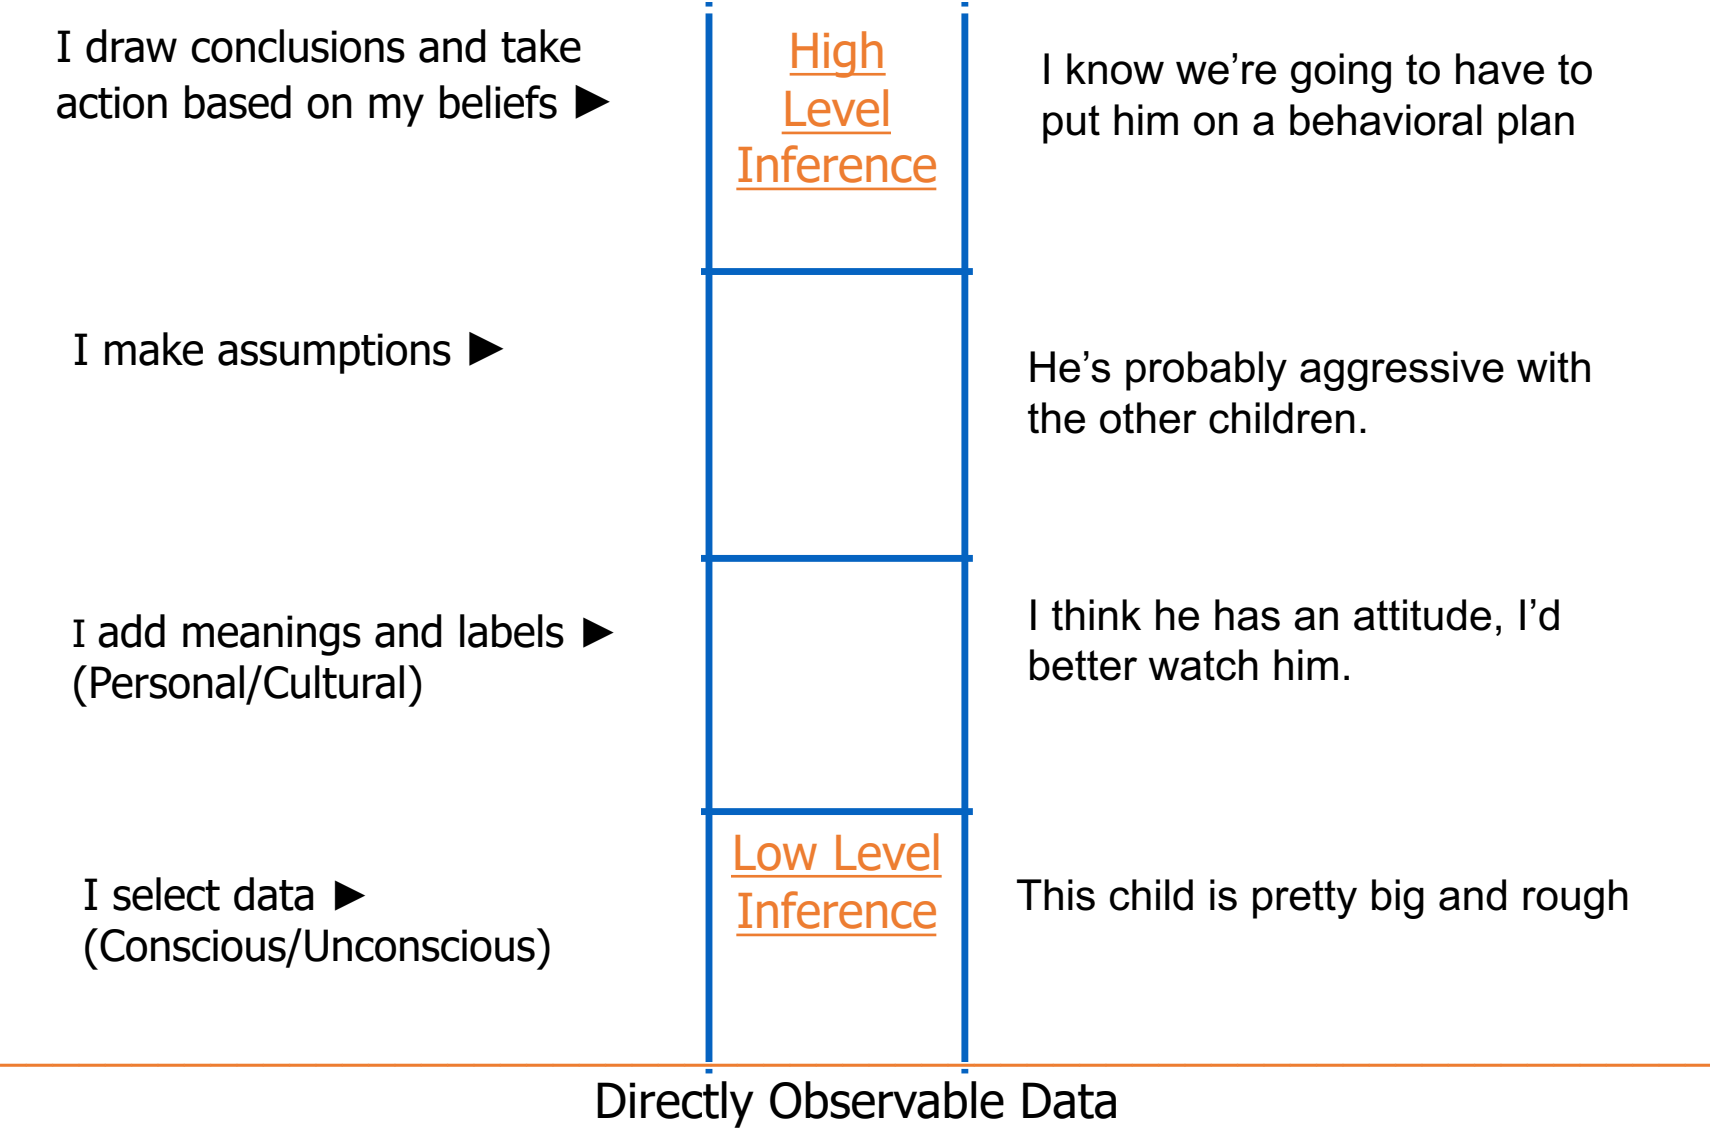 I draw conclusions and take
action based on my beliefs ►
High
Level
Inference
I know we’re going to have to
put him on a behavioral plan
I make assumptions ►
He’s probably aggressive with
the other children.
I add meanings and labels ►
(Personal/Cultural)
I think he has an attitude, I’d
better watch him.
I select data ►
(Conscious/Unconscious)
Low Level
Inference
This child is pretty big and rough
Directly Observable Data